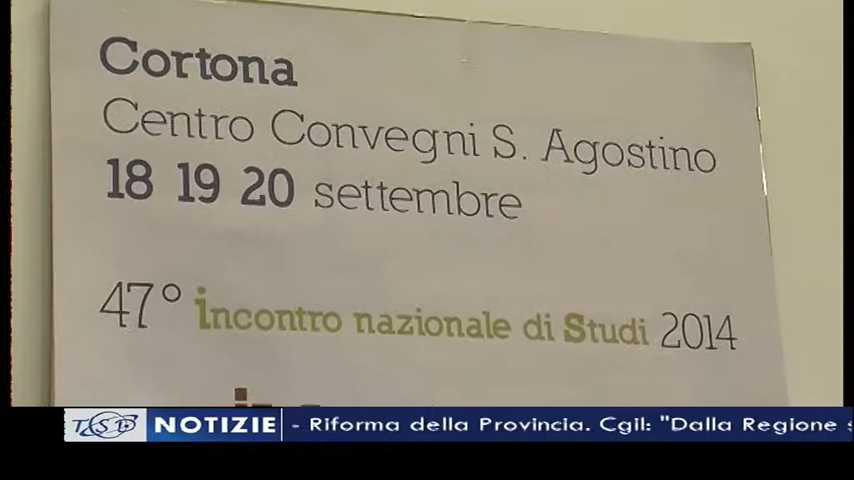 Cortona
Centro Convegni S. Agostino
18 19 20 settembre
47° incontro nazionale di Studi 2014
TSD NOTIZIE - Riforma della Provincia. Cgil: "Dalla Regione s